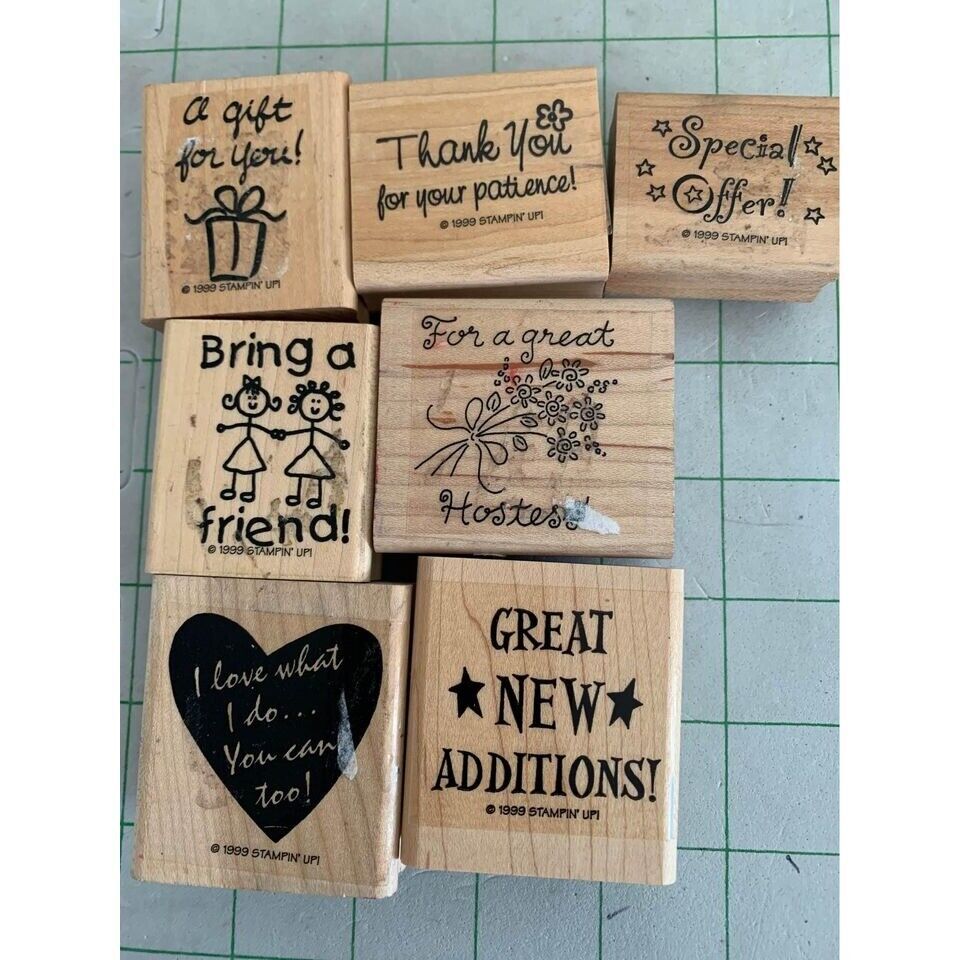 A gift
for you!
© 1999 STAMPIN' UP!
Thank You
for your patience!
© 1999 STAMPIN' UP!
Special
Offer!
© 1999 STAMPIN' UP!
Bring a
friend!
© 1999 STAMPIN' UP!
For a great
Hostess!
I love what
I do...
You can
too!
© 1999 STAMPIN' UP!
GREAT
NEW
ADDITIONS!
© 1999 STAMPIN' UP!